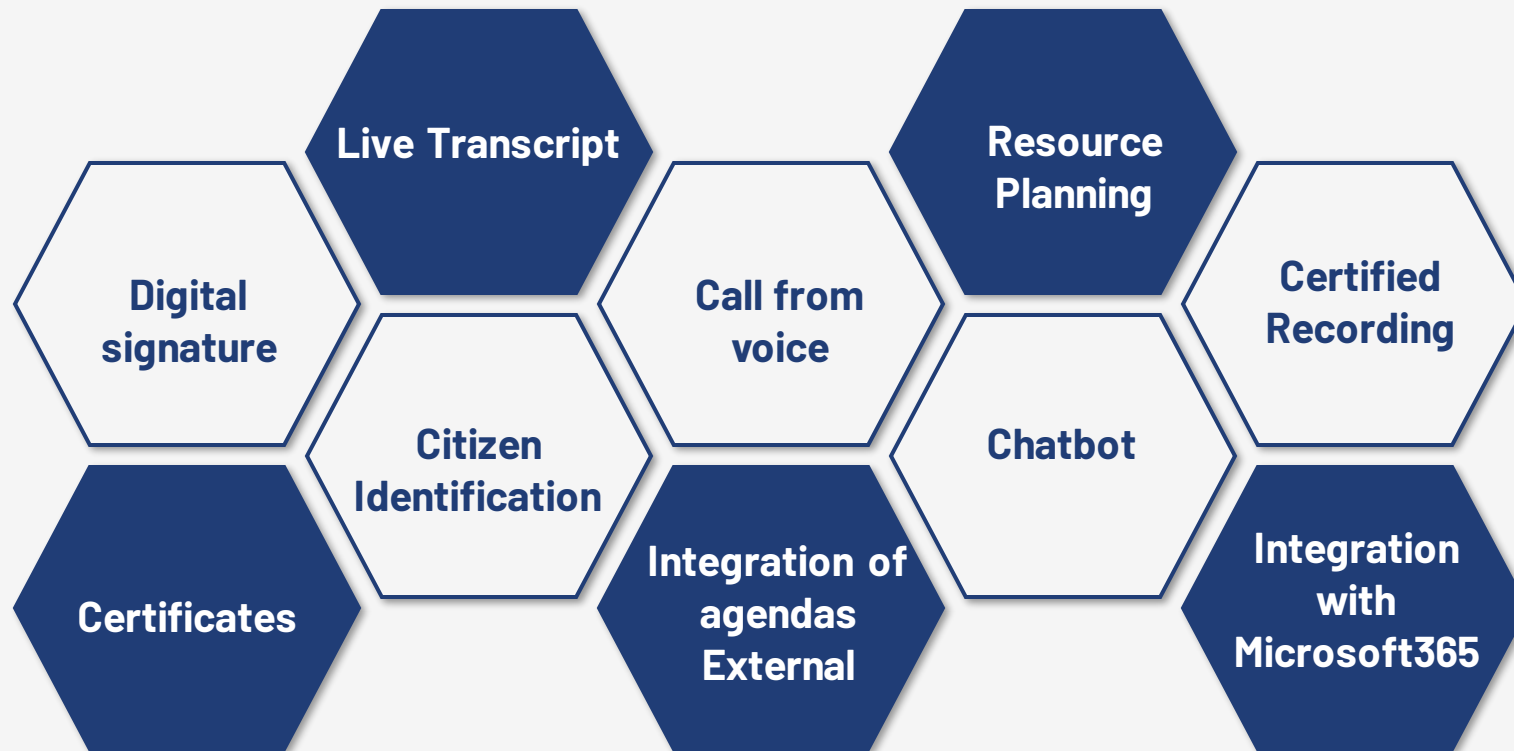 Live Transcript
Resource
Planning
Digital
signature
Call from
voice
Certified
Recording
Citizen
Identification
Chatbot
Certificates
Integration of
agendas
External
Integration
with
Microsoft365